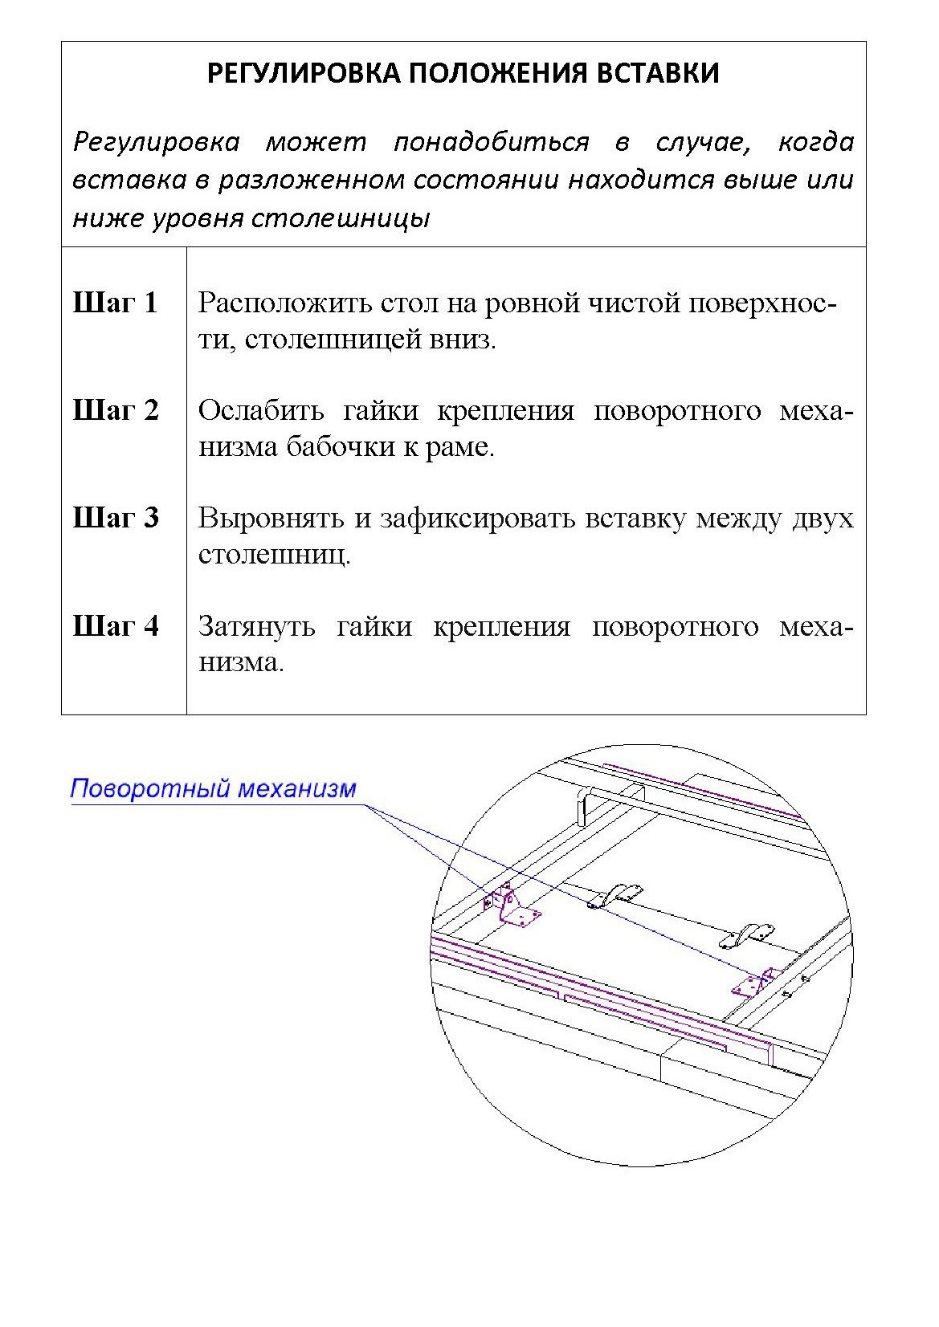 РЕГУЛИРОВКА ПОЛОЖЕНИЯ ВСТАВКИ
Регулировка может понадобиться в случае, когда
вставка в разложенном состоянии находится выше или
ниже уровня столешницы
Шаг 1 Расположить стол на ровной чистой поверхнос-
ти, столешницей вниз.
Шаг 2 Ослабить гайки крепления поворотного меха-
низма бабочки к раме.
Шаг 3 Выровнять и зафиксировать вставку между двух
столешниц.
Шаг 4 Затянуть гайки крепления поворотного меха-
низма.
Поворотный механизм